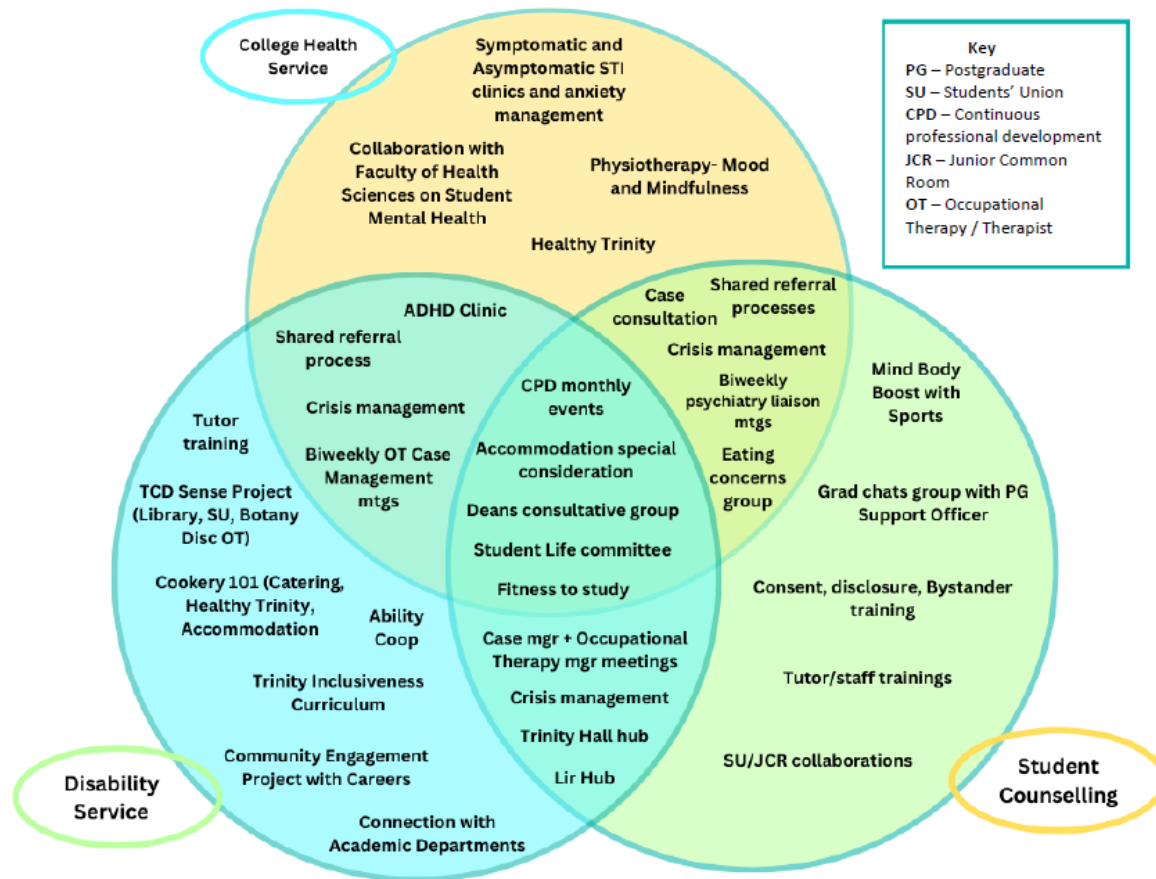 College Health
Service
Symptomatic and
Asymptomatic STI
clinics and anxiety
management
Collaboration with
Faculty of Health
Sciences on Student
Mental Health
Physiotherapy- Mood
and Mindfulness
Healthy Trinity
Key
PG – Postgraduate
SU – Students' Union
CPD – Continuous
professional development
JCR – Junior Common
Room
OT – Occupational
Therapy / Therapist
ADHD Clinic
Shared referral
process
Crisis management
Biweekly OT Case
Management
mtgs
Case
consultation
Shared referral
processes
Crisis management
Biweekly
psychiatry liaison
mtgs
Eating
concerns
group
CPD monthly
events
Accommodation special
consideration
Deans consultative group
Student Life committee
Fitness to study
Case mgr + Occupational
Therapy mgr meetings
Crisis management
Trinity Hall hub
Lir Hub
Tutor
training
TCD Sense Project
(Library, SU, Botany
Disc OT)
Cookery 101 (Catering,
Healthy Trinity,
Accommodation
Ability
Coop
Trinity Inclusiveness
Curriculum
Community Engagement
Project with Careers
Connection with
Academic Departments
Disability
Service
Mind Body
Boost with
Sports
Grad chats group with PG
Support Officer
Consent, disclosure, Bystander
training
Tutor/staff trainings
SU/JCR collaborations
Student
Counselling